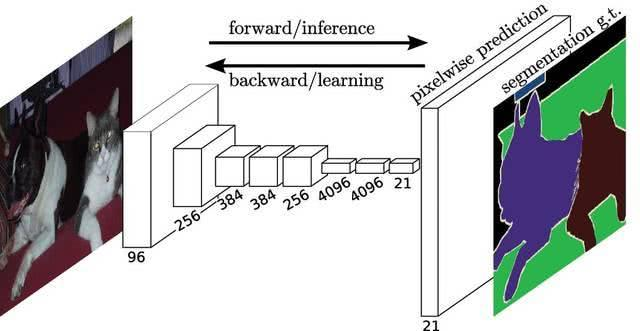 forward/inference
backward/learning
pixelwise prediction
segmentation g.t.
96
256
384
384
256
4096
4096
21
21